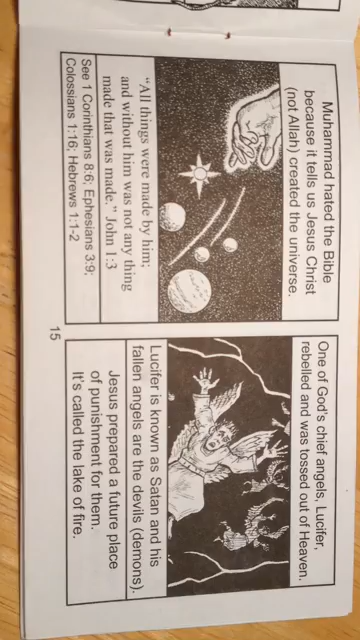 Muhammad hated the Bible
because it tells us Jesus Christ
(not Allah) created the universe.
"All things were made by him;
and without him was not any thing
made that was made." John 1:3
See 1 Corinthians 8:6; Ephesians 3:9;
Colossians 1:16; Hebrews 1:1-2
One of God's chief angels, Lucifer,
rebelled and was tossed out of Heaven.
Lucifer is known as Satan and his
fallen angels are the devils (demons).
Jesus prepared a future place
of punishment for them.
It's called the lake of fire.
15